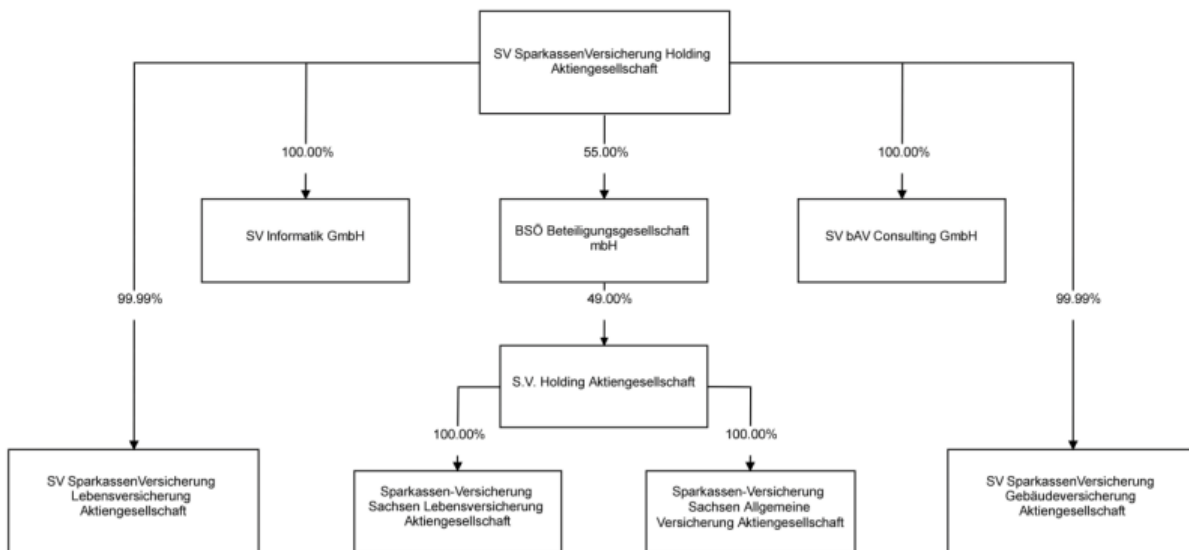 SV SparkassenVersicherung Holding
Aktiengesellschaft
100.00%
55.00%
100.00%
SV Informatik GmbH
BSÖ Beteiligungsgesellschaft
mbH
SV bAV Consulting GmbH
99.99%
49.00%
99.99%
S.V. Holding Aktiengesellschaft
100.00%
100.00%
SV SparkassenVersicherung
Lebensversicherung
Aktiengesellschaft
Sparkassen-Versicherung
Sachsen Lebensversicherung
Aktiengesellschaft
Sparkassen-Versicherung
Sachsen Allgemeine
Versicherung Aktiengesellschaft
SV SparkassenVersicherung
Gebäudeversicherung
Aktiengesellschaft